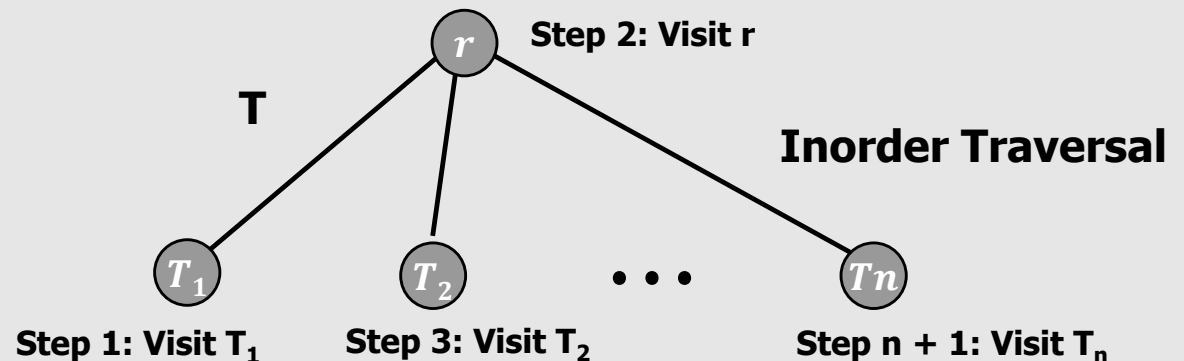 r
Step 2: Visit r
T
Inorder Traversal
T₁
T₂
• • •
Tn
Step 1: Visit T₁
Step 3: Visit T₂
Step n + 1: Visit Tₙ